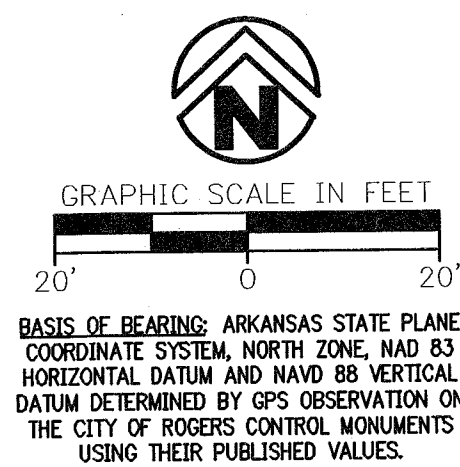 N
GRAPHIC SCALE IN FEET
20' 0 20'
BASIS OF BEARING: ARKANSAS STATE PLANE
COORDINATE SYSTEM, NORTH ZONE, NAD 83
HORIZONTAL DATUM AND NAVD 88 VERTICAL
DATUM DETERMINED BY GPS OBSERVATION ON
THE CITY OF ROGERS CONTROL MONUMENTS
USING THEIR PUBLISHED VALUES.